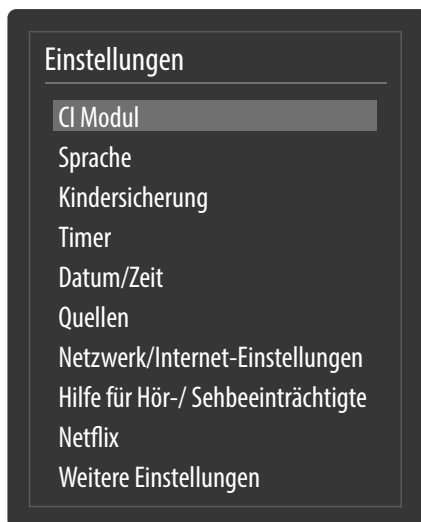 Einstellungen
CI Modul
Sprache
Kindersicherung
Timer
Datum/Zeit
Quellen
Netzwerk/Internet-Einstellungen
Hilfe für Hör-/ Sehbeeinträchtigte
Netflix
Weitere Einstellungen